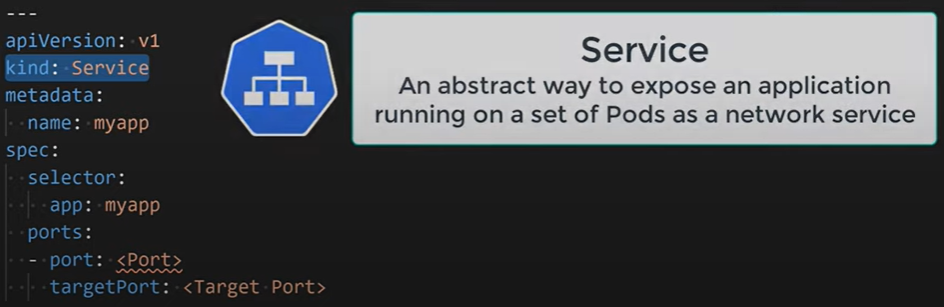 ---
apiVersion: v1
kind: Service
metadata:
  name: myapp
spec:
  selector:
    app: myapp
  ports:
  - port: <Port>
    targetPort: <Target Port>
Service
An abstract way to expose an application
running on a set of Pods as a network service